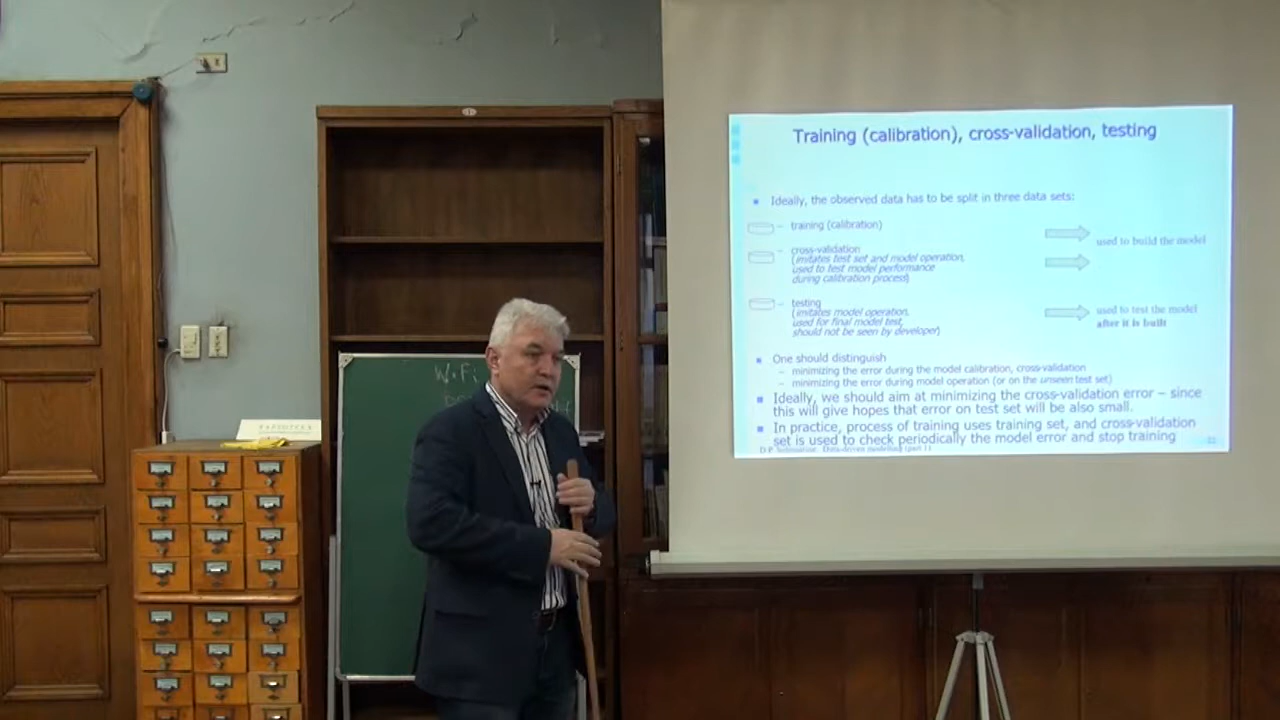 Training (calibration), cross-validation, testing
Ideally, the observed data has to be split in three data sets:
– training (calibration)
– cross-validation
(imitates test set and model operation,
used to test model performance
during calibration process)
used to build the model
– testing
(imitates model operation,
used for final model test,
should not be seen by developer)
used to test the model
after it is built
One should distinguish
– minimizing the error during the model calibration, cross-validation
– minimizing the error during model operation (or on the unseen test set)
Ideally, we should aim at minimizing the cross-validation error – since
this will give hopes that error on test set will be also small.
In practice, process of training uses training set, and cross-validation
set is used to check periodically the model error and stop training
D.P. Solomatine. Data-driven modelling (part 1).